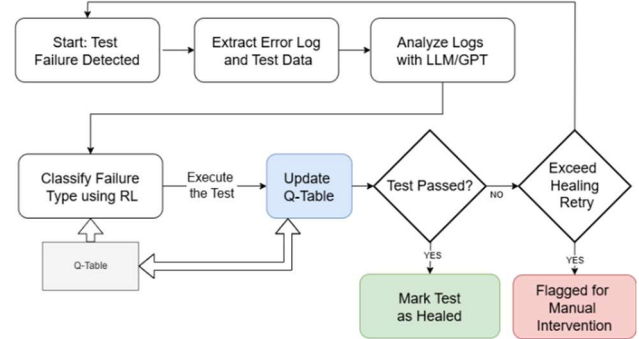 Start: Test
Failure Detected
Extract Error Log
and Test Data
Analyze Logs
with LLM/GPT
Classify Failure
Type using RL
Execute
the Test
Update
Q-Table
Test Passed?
NO
Exceed
Healing
Retry
Q-Table
YES
YES
Mark Test
as Healed
Flagged for
Manual
Intervention